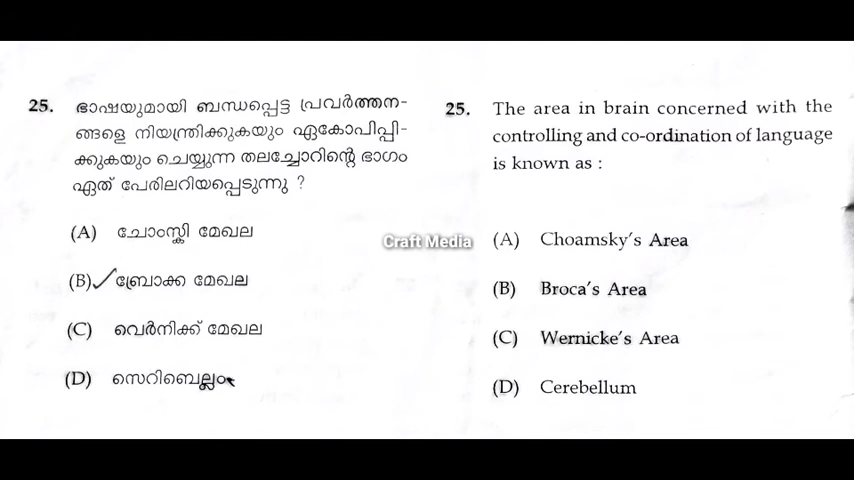 25. ഭാഷയുമായി ബന്ധപ്പെട്ട പ്രവർത്തന-
ങ്ങളെ നിയന്ത്രിക്കുകയും ഏകോപിപ്പി-
ക്കുകയും ചെയ്യുന്ന തലച്ചോറിന്റെ ഭാഗം
ഏത് പേരിലറിയപ്പെടുന്നു ?
(A) ചോംസ്കി മേഖല
(B) ബ്രോക്ക മേഖല
(C) വെർനിക്ക് മേഖല
(D) സെറിബെല്ലം
Craft Media
25. The area in brain concerned with the
controlling and co-ordination of language
is known as :
(A) Choamsky's Area
(B) Broca's Area
(C) Wernicke's Area
(D) Cerebellum